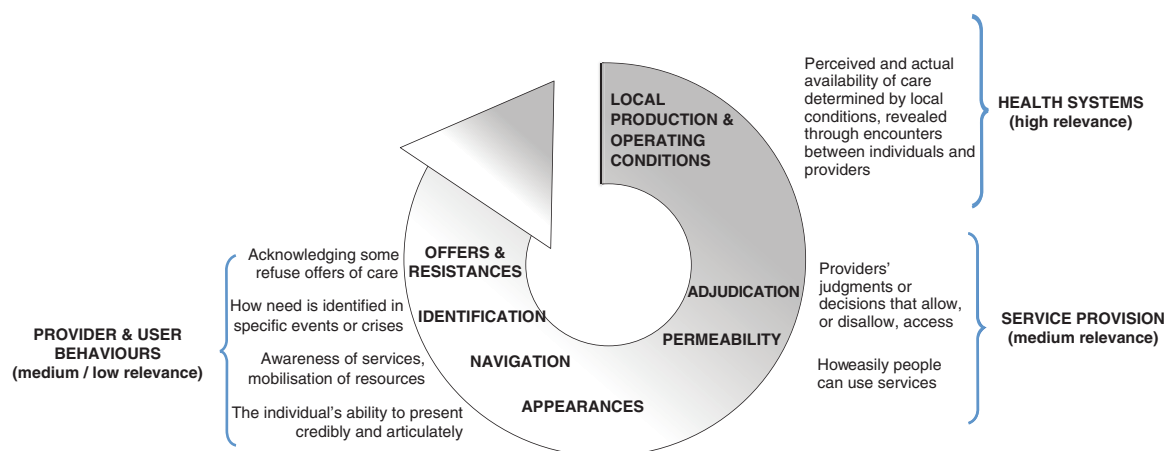 LOCAL
PRODUCTION &
OPERATING
CONDITIONS
Perceived and actual
availability of care
determined by local
conditions, revealed
through encounters
between individuals and
providers
HEALTH SYSTEMS
(high relevance)
ADJUDICATION
PERMEABILITY
Providers'
judgments or
decisions that allow,
or disallow, access
Howeasily people
can use services
SERVICE PROVISION
(medium relevance)
OFFERS &
RESISTANCES
IDENTIFICATION
NAVIGATION
APPEARANCES
Acknowledging some
refuse offers of care
How need is identified in
specific events or crises
Awareness of services,
mobilisation of resources
The individual's ability to present
credibly and articulately
PROVIDER & USER
BEHAVIOURS
(medium / low relevance)